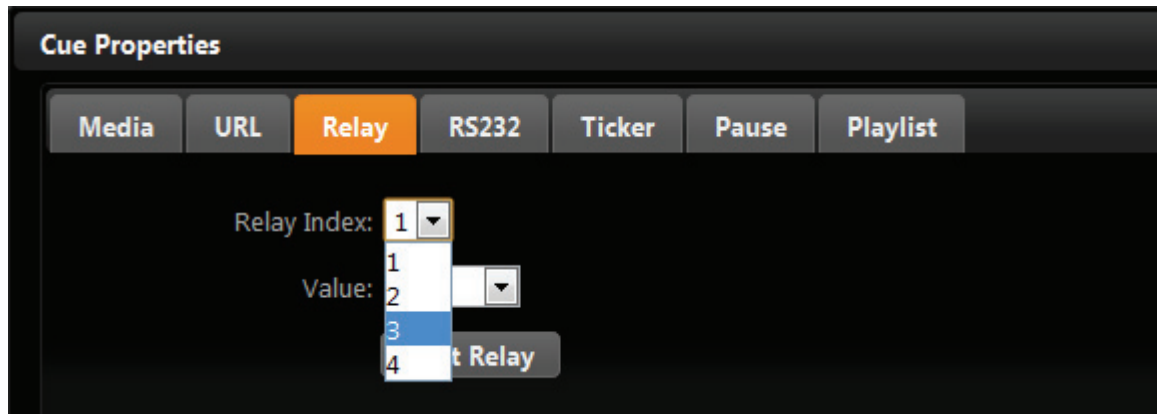 Cue Properties
Media URL Relay RS232 Ticker Pause Playlist
Relay Index: 1
1
Value: 2
3
4 t Relay